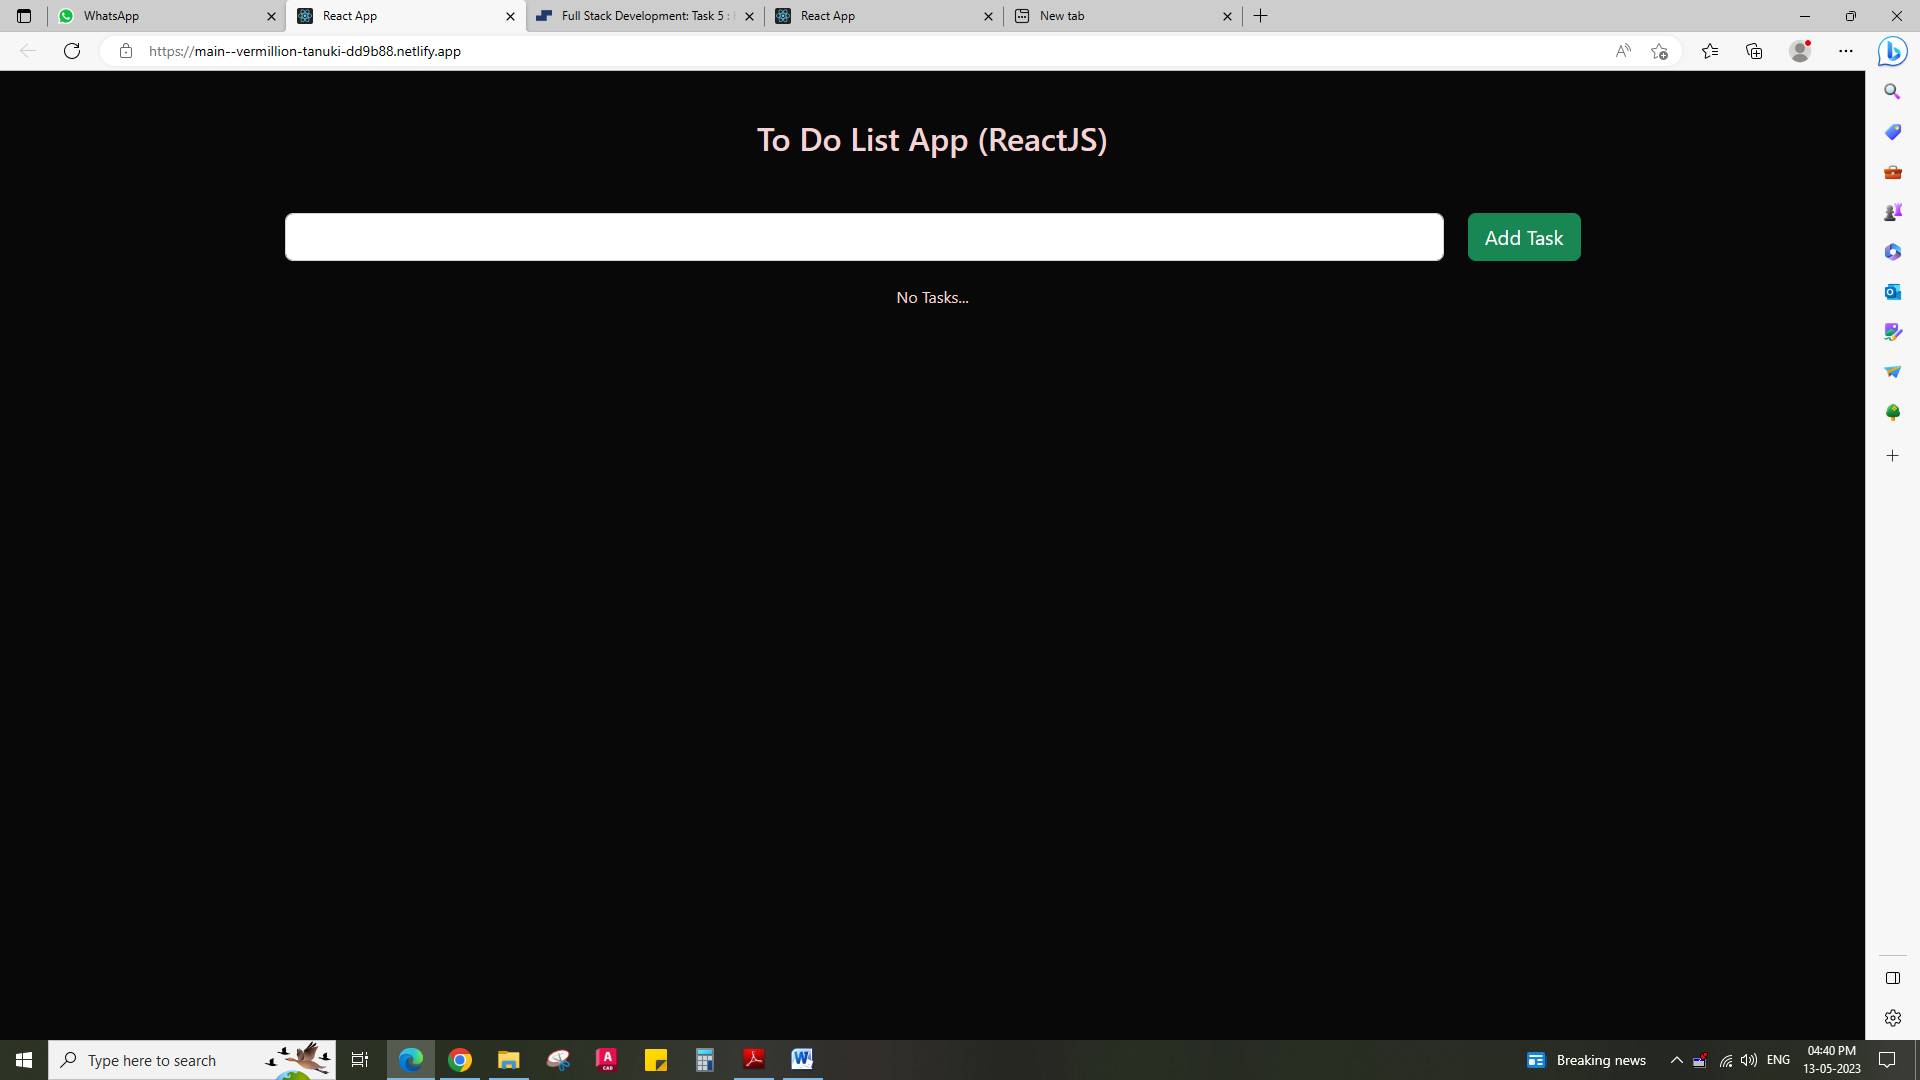 WhatsApp
React App
Full Stack Development: Task 5 :
React App
New tab
https://main--vermillion-tanuki-dd9b88.netlify.app
To Do List App (ReactJS)
Add Task
No Tasks...
Type here to search
A
CAD
W
Breaking news
ENG
04:40 PM
13-05-2023